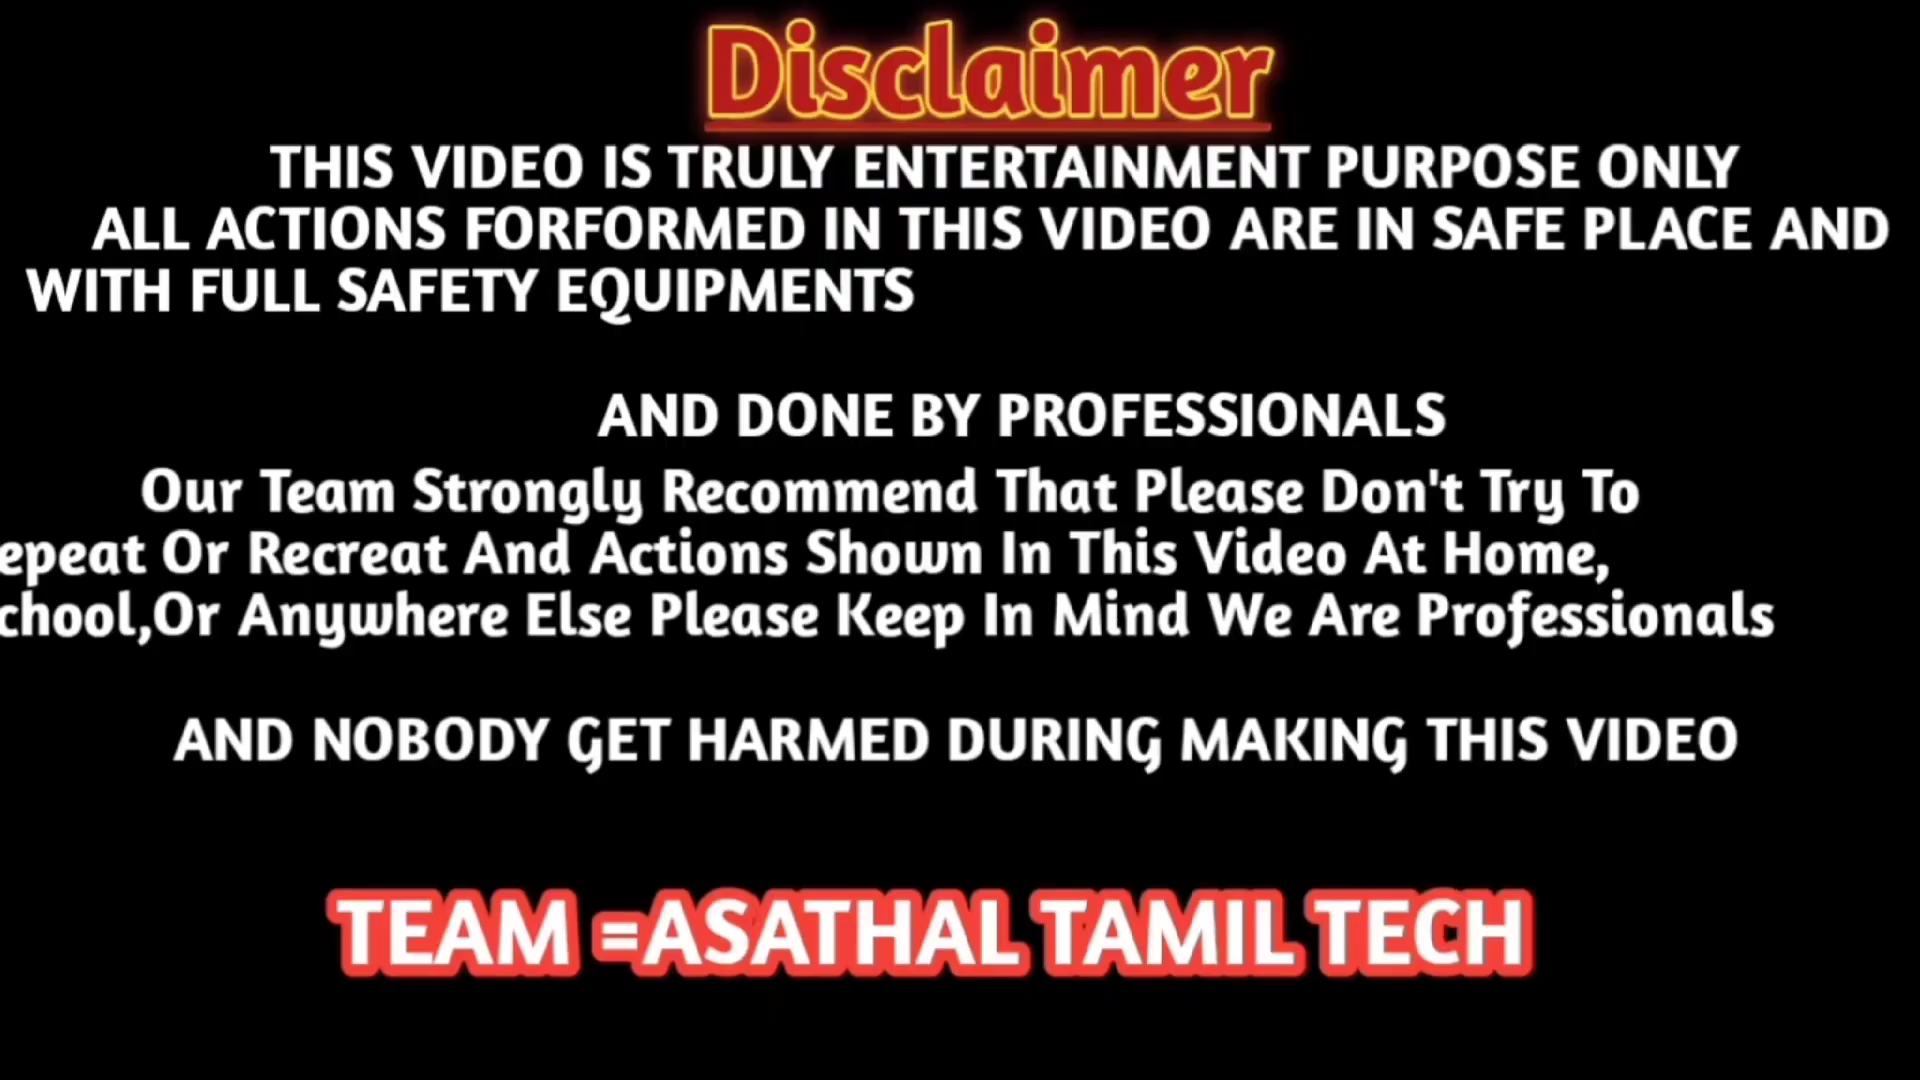 Disclaimer
THIS VIDEO IS TRULY ENTERTAINMENT PURPOSE ONLY
ALL ACTIONS FORFORMED IN THIS VIDEO ARE IN SAFE PLACE AND
WITH FULL SAFETY EQUIPMENTS
AND DONE BY PROFESSIONALS
Our Team Strongly Recommend That Please Don't Try To
epeat Or Recreat And Actions Shown In This Video At Home,
chool,Or Anywhere Else Please Keep In Mind We Are Professionals
AND NOBODY GET HARMED DURING MAKING THIS VIDEO
TEAM =ASATHAL TAMIL TECH